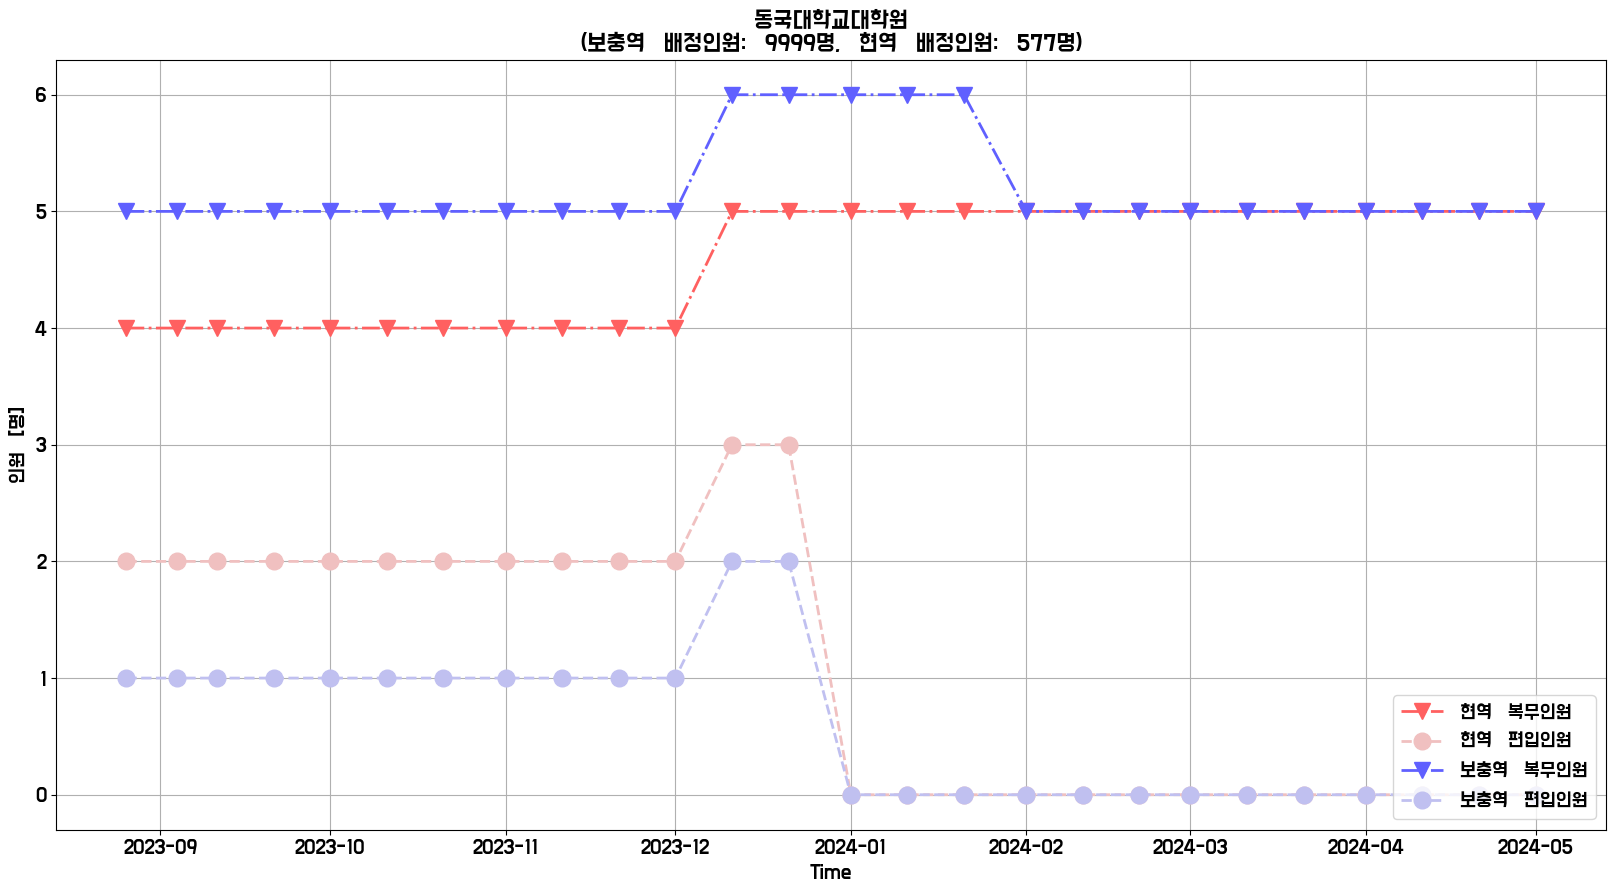 동국대학교대학원
(보충역 배정인원: 9999명, 현역 배정인원: 577명)
인원 [명]
6
5
4
3
2
1
0
현역 복무인원
현역 편입인원
보충역 복무인원
보충역 편입인원
2023-09 2023-10 2023-11 2023-12 2024-01 2024-02 2024-03 2024-04 2024-05
Time